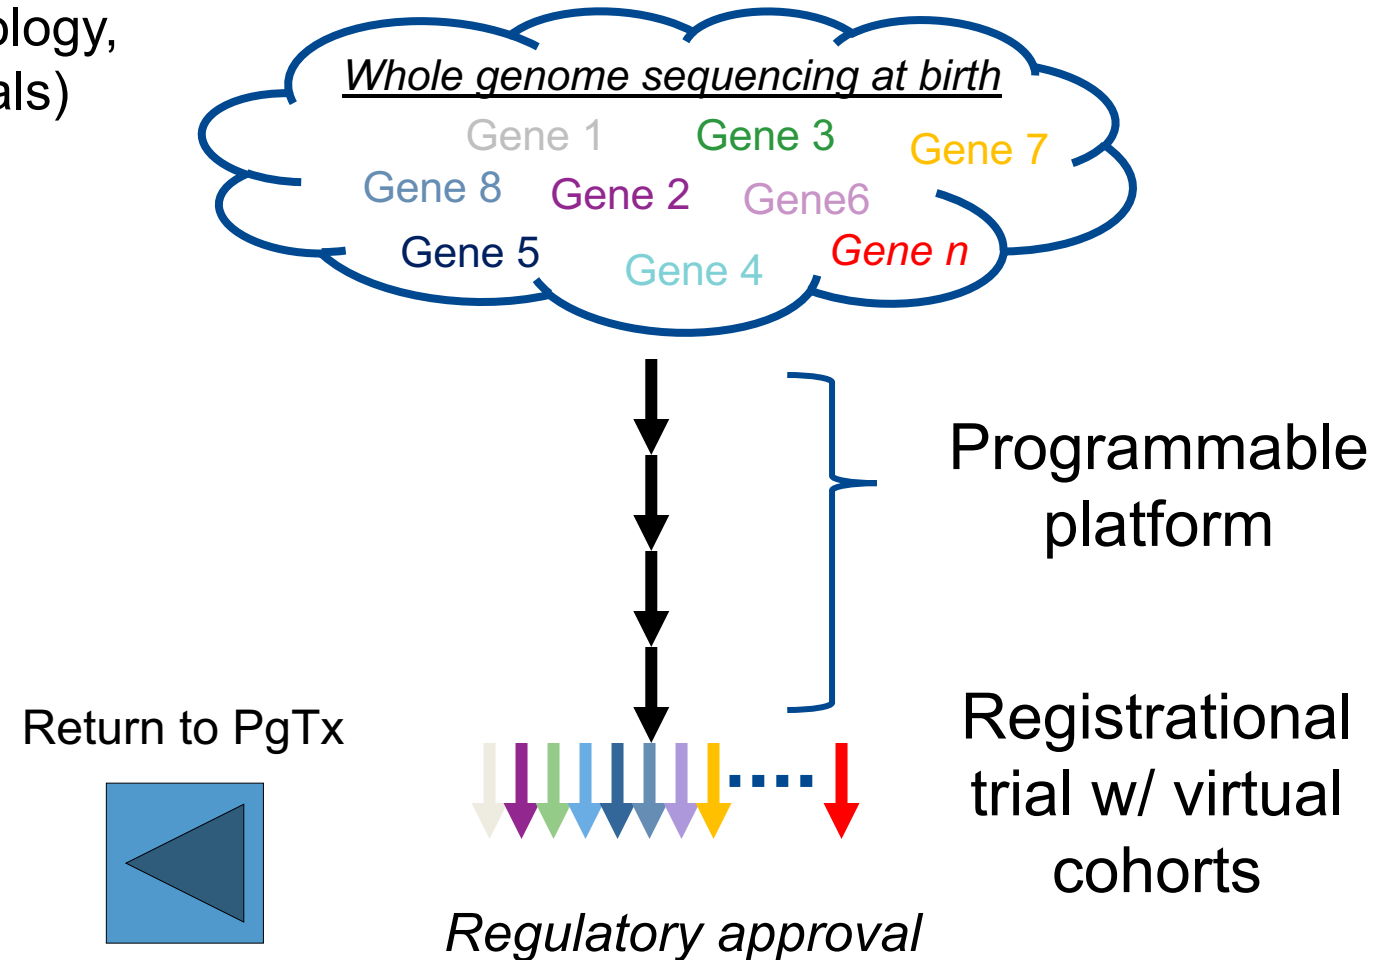 ology,
als)
Whole genome sequencing at birth
Gene 1 Gene 3 Gene 7
Gene 8 Gene 2 Gene6
Gene 5 Gene 4 Gene n
Programmable
platform
Return to PgTx
Registrational
trial w/ virtual
cohorts
Regulatory approval